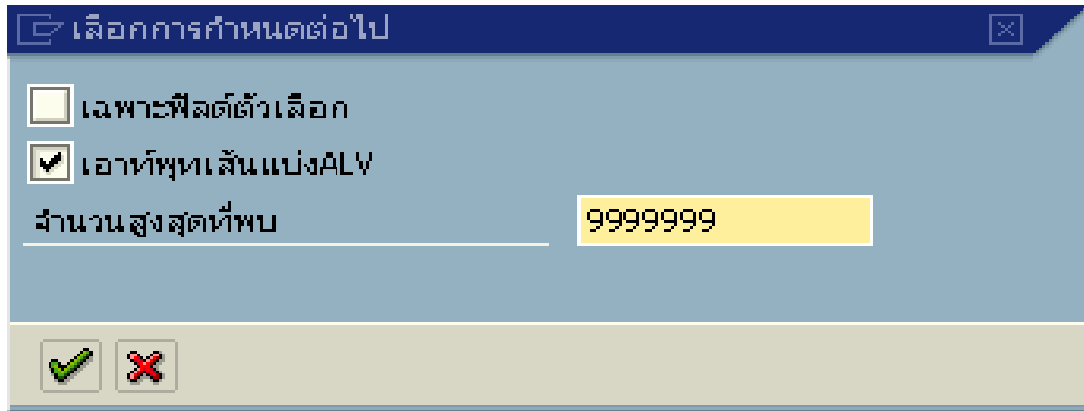 เลือกการกำหนดต่อไป
เฉพาะฟิลด์ตัวเลือก
เอาท์พุทเส้นแบ่งALV
จำนวนสูงสุดที่พบ 9999999